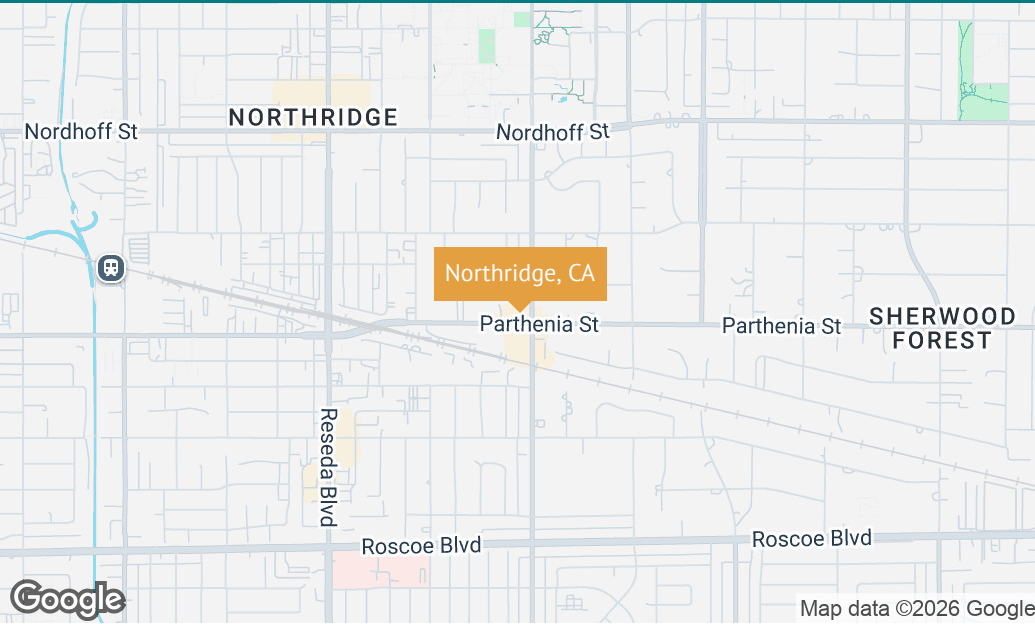 NORTHRIDGE
Nordhoff St
Nordhoff St
Northridge, CA
SHERWOOD
FOREST
Parthenia St
Parthenia St
Reseda Blvd
Roscoe Blvd
Roscoe Blvd
Google
Map data ©2026 Google